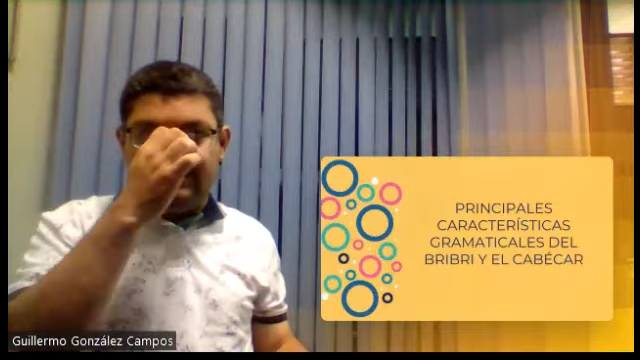 PRINCIPALES
CARACTERÍSTICAS
GRAMATICALES DEL
BRIBRI Y EL CABÉCAR
Guillermo González Campos